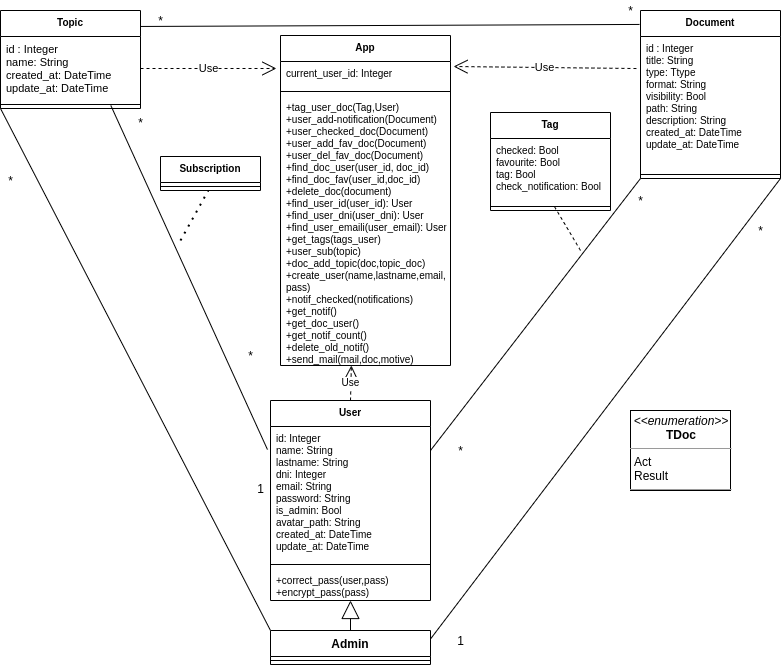 Topic
id : Integer
name: String
created_at: DateTime
update_at: DateTime
*
*
Document
id : Integer
title: String
type: Ttype
format: String
visibility: Bool
path: String
description: String
created_at: DateTime
update_at: DateTime
App
current_user_id: Integer
+tag_user_doc(Tag,User)
+user_add-notification(Document)
+user_checked_doc(Document)
+user_add_fav_doc(Document)
+user_del_fav_doc(Document)
+find_doc_user(user_id, doc_id)
+find_doc_fav(user_id,doc_id)
+delete_doc(document)
+find_user_id(user_id): User
+find_user_dni(user_dni): User
+find_user_emaili(user_email): User
+get_tags(tags_user)
+user_sub(topic)
+doc_add_topic(doc,topic_doc)
+create_user(name,lastname,email,
pass)
+notif_checked(notifications)
+get_notif()
+get_doc_user()
+get_notif_count()
+delete_old_notif()
+send_mail(mail,doc,motive)
Use
Use
Use
Tag
checked: Bool
favourite: Bool
tag: Bool
check_notification: Bool
Subscription
*
*
*
*
*
*
1
1
User
id: Integer
name: String
lastname: String
dni: Integer
email: String
password: String
is_admin: Bool
avatar_path: String
created_at: DateTime
update_at: DateTime
+correct_pass(user,pass)
+encrypt_pass(pass)
Admin
<<enumeration>>
TDoc
Act
Result